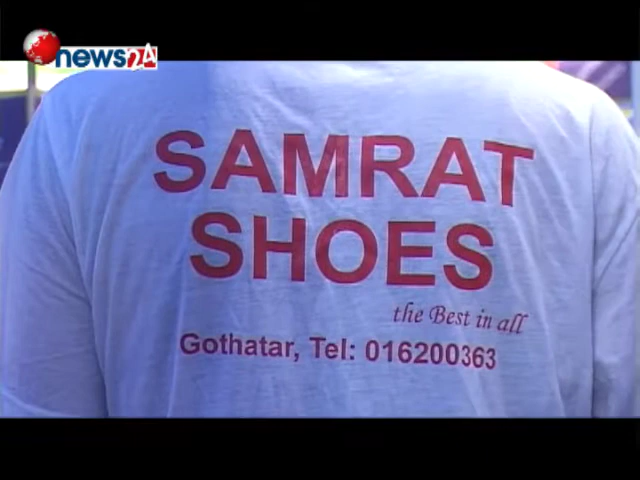 news24
SAMRAT
SHOES
the Best in all
Gothatar, Tel: 016200363